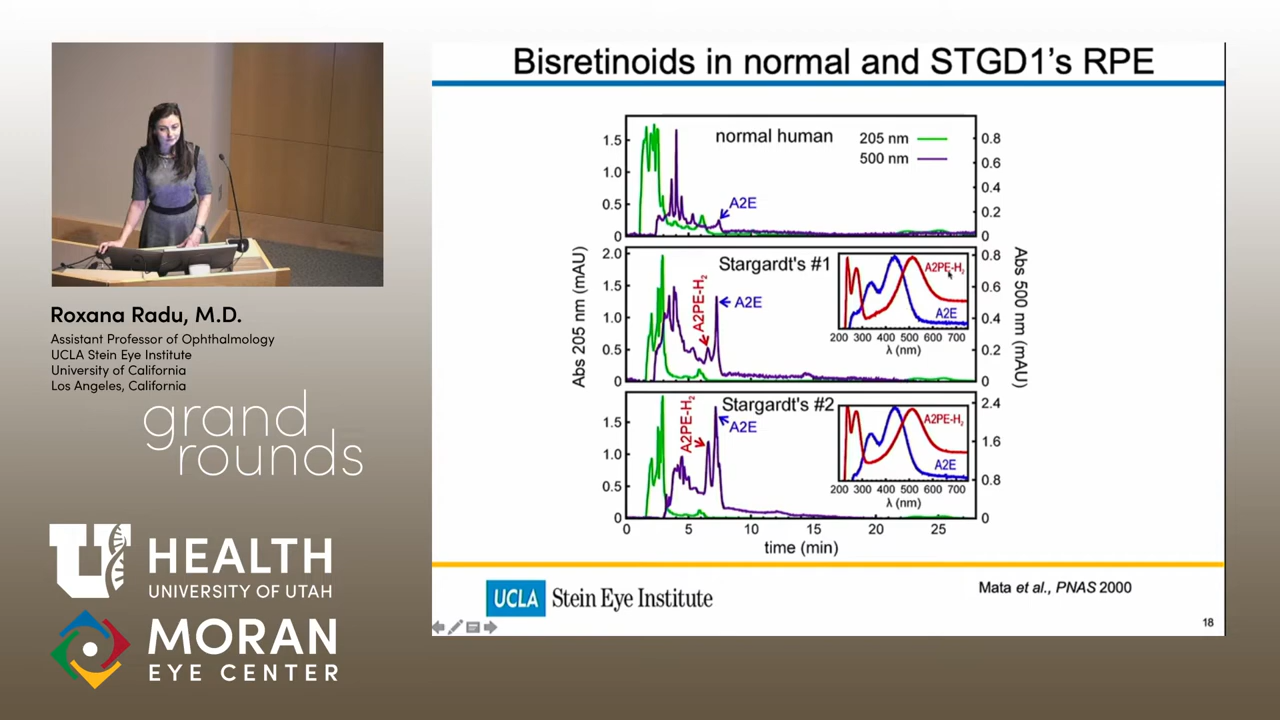 Bisretinoids in normal and STGD1's RPE
normal human
205 nm
500 nm
1.5
1.0
0.5
0
0.8
0.6
0.4
0.2
0
A2E
Stargardt's #1
2.0
1.5
1.0
0.5
0
A2PE-H2
A2E
0.8
0.6
0.4
0.2
0
A2PE-H2
A2E
200 300 400 500 600 700
λ (nm)
Abs 205 nm (mAU)
Abs 500 nm (mAU)
Stargardt's #2
1.5
1.0
0.5
0
A2PE-H2
A2E
2.4
1.6
0.8
0
A2PE-H2
A2E
200 300 400 500 600 700
λ (nm)
0 5 10 15 20 25
time (min)
UCLA Stein Eye Institute
Mata et al., PNAS 2000
18
Roxana Radu, M.D.
Assistant Professor of Ophthalmology
UCLA Stein Eye Institute
University of California
Los Angeles, California
grand
rounds
U HEALTH
UNIVERSITY OF UTAH
MORAN
EYE CENTER